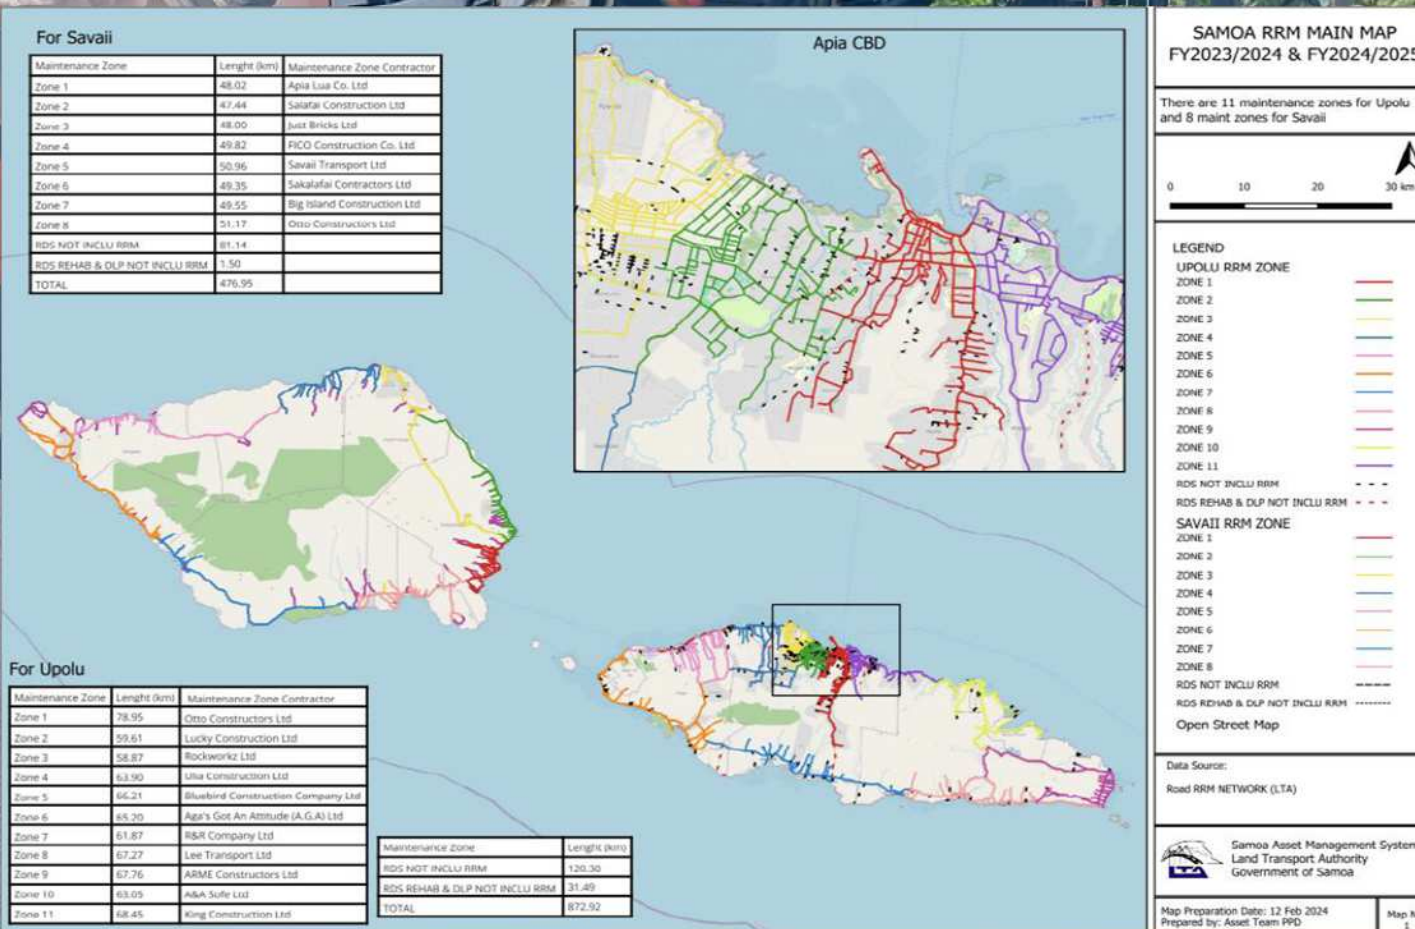 For Savaii
Maintenance Zone Lenght (km) Maintenance Zone Contractor
Zone 1 48.02 Apia Lua Co. Ltd
Zone 2 47.44 Salafai Construction Ltd
Zone 3 48.00 Just Bricks Ltd
Zone 4 49.82 FICO Construction Co. Ltd
Zone 5 50.96 Savaii Transport Ltd
Zone 6 49.35 Sakalafai Contractors Ltd
Zone 7 49.55 Big Island Construction Ltd
Zone 8 51.17 Otto Constructors Ltd
RDS NOT INCLU RRM 81.14
RDS REHAB & DLP NOT INCLU RRM 1.50
TOTAL 476.95
Apia CBD
For Upolu
Maintenance Zone Lenght (km) Maintenance Zone Contractor
Zone 1 78.95 Otto Constructors Ltd
Zone 2 59.61 Lucky Construction Ltd
Zone 3 58.87 Rockworkz Ltd
Zone 4 63.90 Ulia Construction Ltd
Zone 5 66.21 Bluebird Construction Company Ltd
Zone 6 65.20 Aga's Got An Attitude (A.G.A) Ltd
Zone 7 61.87 R&R Company Ltd
Zone 8 67.27 Lee Transport Ltd
Zone 9 67.76 ARME Constructors Ltd
Zone 10 63.05 A&A Sufe Ltd
Zone 11 68.45 King Construction Ltd
Maintenance Zone Lenght (km)
RDS NOT INCLU RRM 120.30
RDS REHAB & DLP NOT INCLU RRM 31.49
TOTAL 872.92
SAMOA RRM MAIN MAP
FY2023/2024 & FY2024/2025
There are 11 maintenance zones for Upolu
and 8 maint zones for Savaii
0 10 20 30 km
LEGEND
UPOLU RRM ZONE
ZONE 1
ZONE 2
ZONE 3
ZONE 4
ZONE 5
ZONE 6
ZONE 7
ZONE 8
ZONE 9
ZONE 10
ZONE 11
RDS NOT INCLU RRM
RDS REHAB & DLP NOT INCLU RRM
SAVAII RRM ZONE
ZONE 1
ZONE 2
ZONE 3
ZONE 4
ZONE 5
ZONE 6
ZONE 7
ZONE 8
RDS NOT INCLU RRM
RDS REHAB & DLP NOT INCLU RRM
Open Street Map
Data Source:
Road RRM NETWORK (LTA)
LTA
Samoa Asset Management System
Land Transport Authority
Government of Samoa
Map Preparation Date: 12 Feb 2024
Prepared by: Asset Team PPD
Map
1